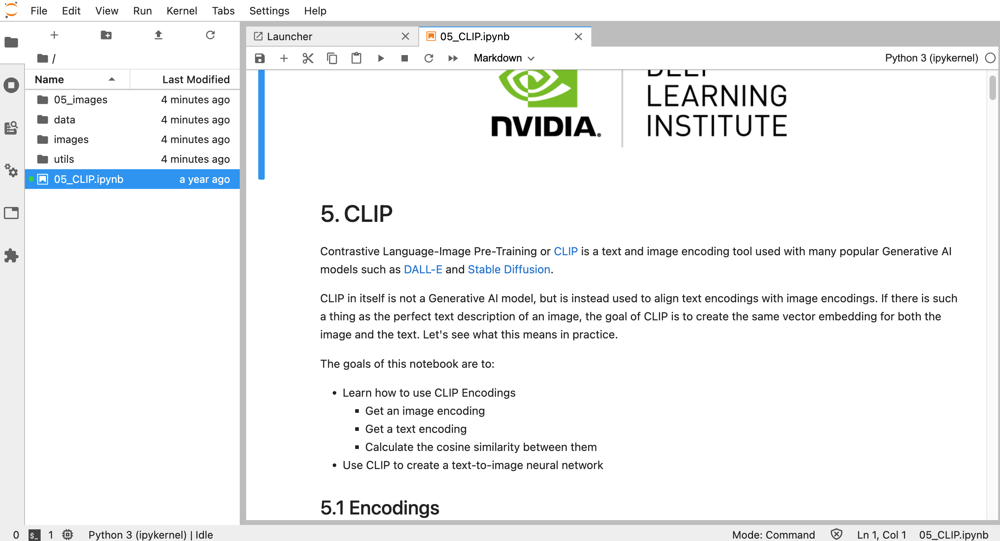 File Edit View Run Kernel Tabs Settings Help
/
Name Last Modified
05_images 4 minutes ago
data 4 minutes ago
images 4 minutes ago
utils 4 minutes ago
05_CLIP.ipynb a year ago
Launcher
05_CLIP.ipynb
Markdown
Python 3 (ipykernel)
NVIDIA.
DEEP
LEARNING
INSTITUTE
5. CLIP
Contrastive Language-Image Pre-Training or CLIP is a text and image encoding tool used with many popular Generative AI
models such as DALL-E and Stable Diffusion.
CLIP in itself is not a Generative AI model, but is instead used to align text encodings with image encodings. If there is such
a thing as the perfect text description of an image, the goal of CLIP is to create the same vector embedding for both the
image and the text. Let's see what this means in practice.
The goals of this notebook are to:
• Learn how to use CLIP Encodings
▪ Get an image encoding
▪ Get a text encoding
▪ Calculate the cosine similarity between them
• Use CLIP to create a text-to-image neural network
5.1 Encodings
0 $_ 1 Python 3 (ipykernel) | Idle
Mode: Command Ln 1, Col 1 05_CLIP.ipynb